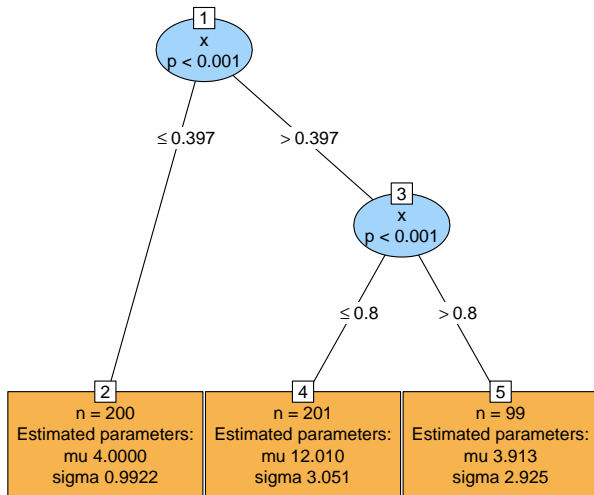 1
x
p < 0.001
≤ 0.397
> 0.397
3
x
p < 0.001
≤ 0.8
> 0.8
2
n = 200
Estimated parameters:
mu 4.0000
sigma 0.9922
4
n = 201
Estimated parameters:
mu 12.010
sigma 3.051
5
n = 99
Estimated parameters:
mu 3.913
sigma 2.925